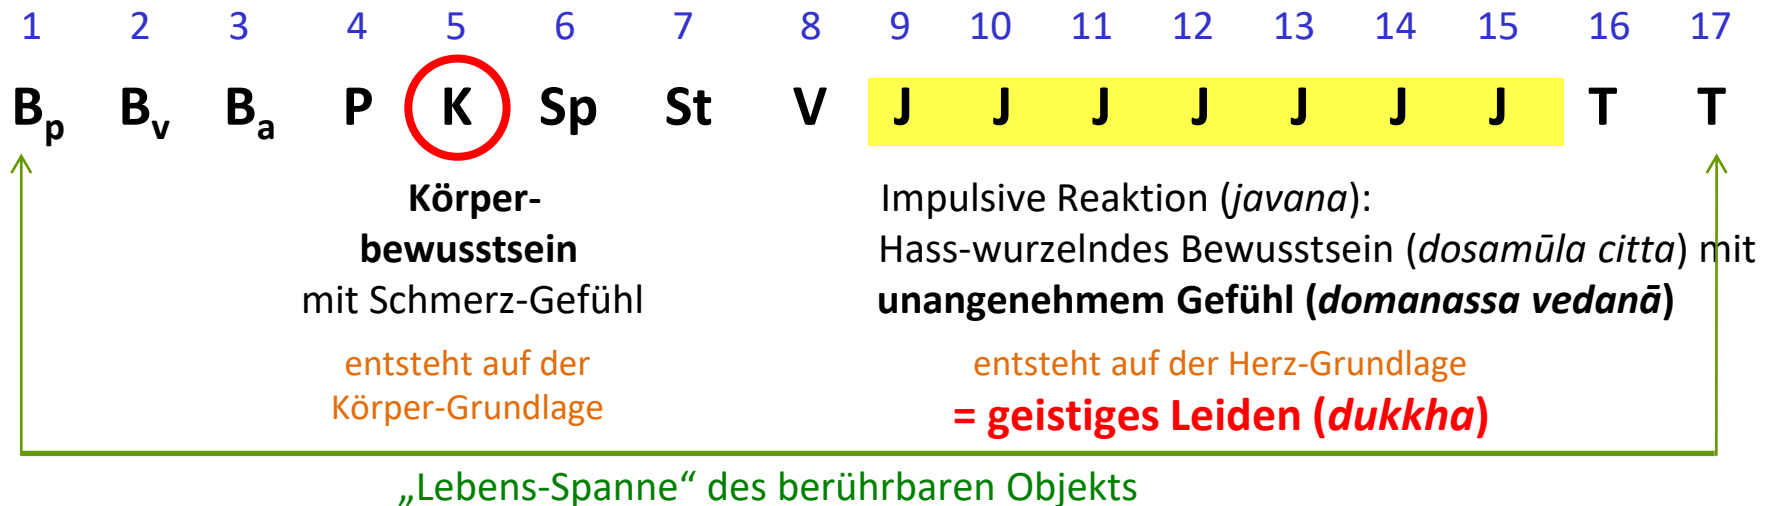 1 2 3 4 5 6 7 8 9 10 11 12 13 14 15 16 17
Bp Bv Ba P K Sp St V J J J J J J J T T
Körper-
bewusstsein
mit Schmerz-Gefühl
entsteht auf der
Körper-Grundlage
Impulsive Reaktion (javana):
Hass-wurzelndes Bewusstsein (dosamūla citta) mit
unangenehmem Gefühl (domanassa vedanā)
entsteht auf der Herz-Grundlage
= geistiges Leiden (dukkha)
„Lebens-Spanne“ des berührbaren Objekts